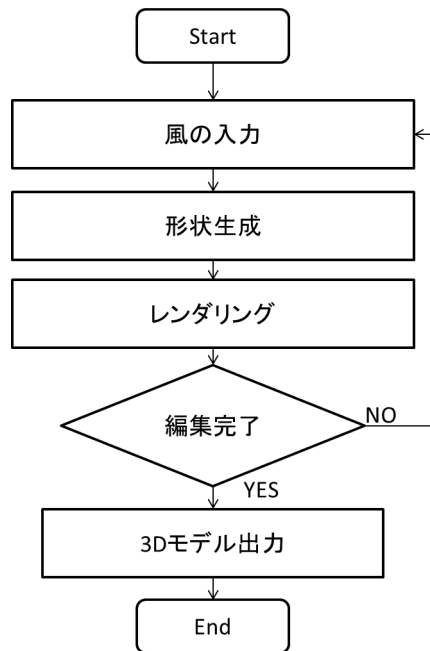 Start
風の入力
形状生成
レンダリング
編集完了
NO
YES
3Dモデル出力
End